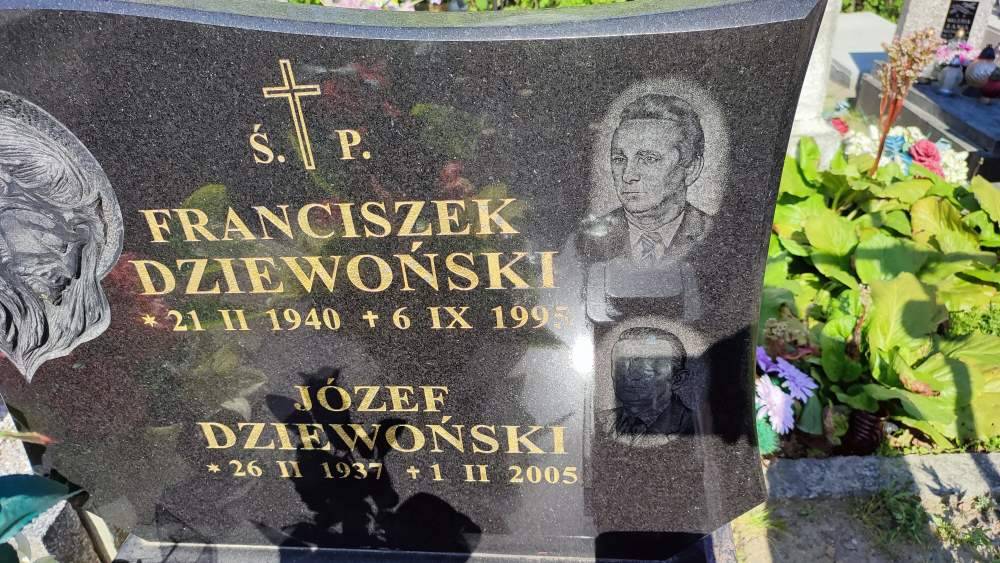 Ś. P.
FRANCISZEK
DZIEWOŃSKI
* 21 II 1940 + 6 IX 1995
JÓZEF
DZIEWOŃSKI
* 26 II 1937 + 1 II 2005